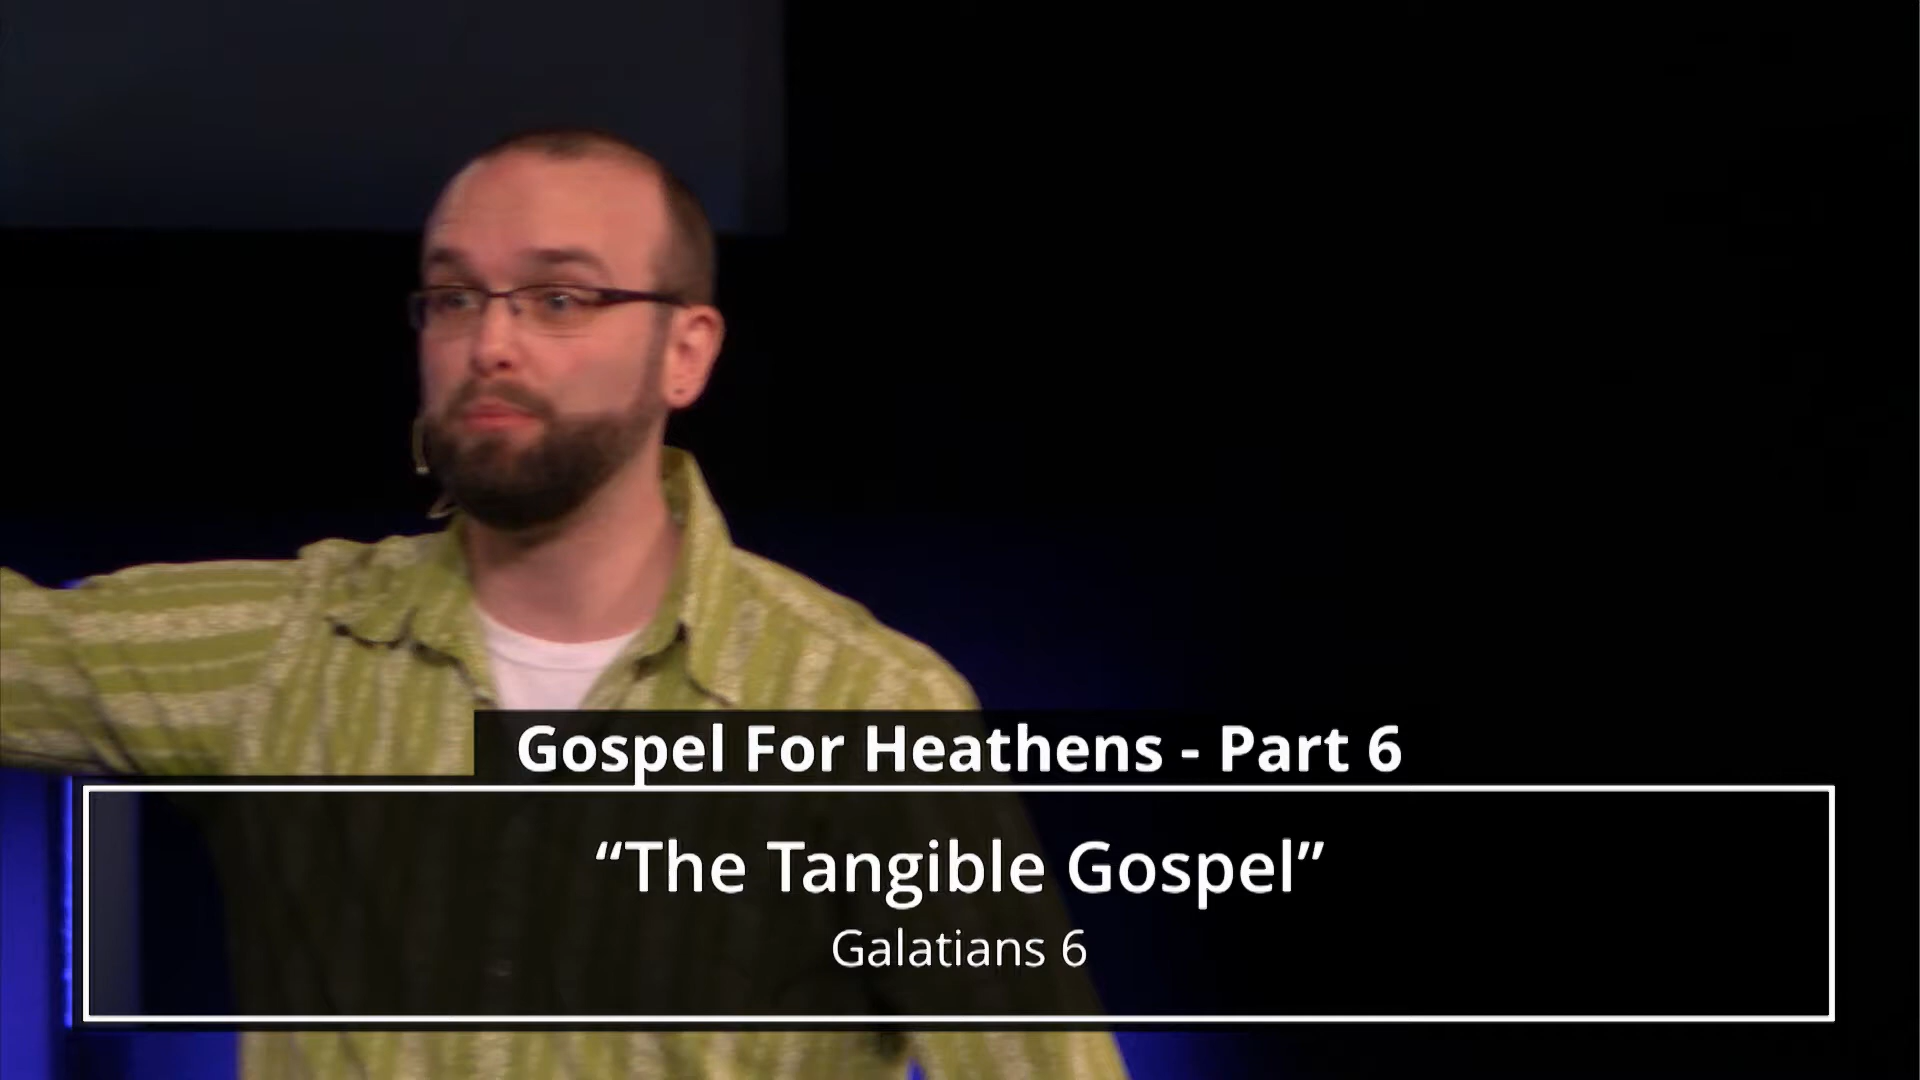 Gospel For Heathens - Part 6
“The Tangible Gospel”
Galatians 6